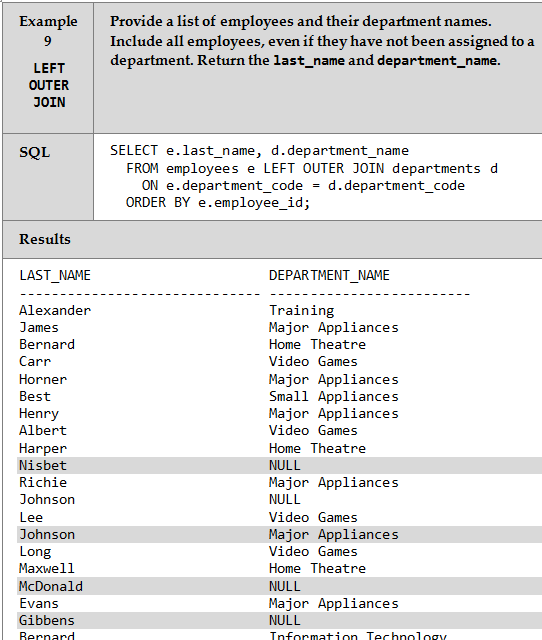 Example
9
LEFT
OUTER
JOIN
Provide a list of employees and their department names.
Include all employees, even if they have not been assigned to a
department. Return the last_name and department_name.
SQL
SELECT e.last_name, d.department_name
FROM employees e LEFT OUTER JOIN departments d
ON e.department_code = d.department_code
ORDER BY e.employee_id;
Results
LAST_NAME DEPARTMENT_NAME
------------------------------ -------------------------
Alexander Training
James Major Appliances
Bernard Home Theatre
Carr Video Games
Horner Major Appliances
Best Small Appliances
Henry Major Appliances
Albert Video Games
Harper Home Theatre
Nisbet NULL
Richie Major Appliances
Johnson NULL
Lee Video Games
Johnson Major Appliances
Long Video Games
Maxwell Home Theatre
McDonald NULL
Evans Major Appliances
Gibbens NULL
Bernard Information Technology